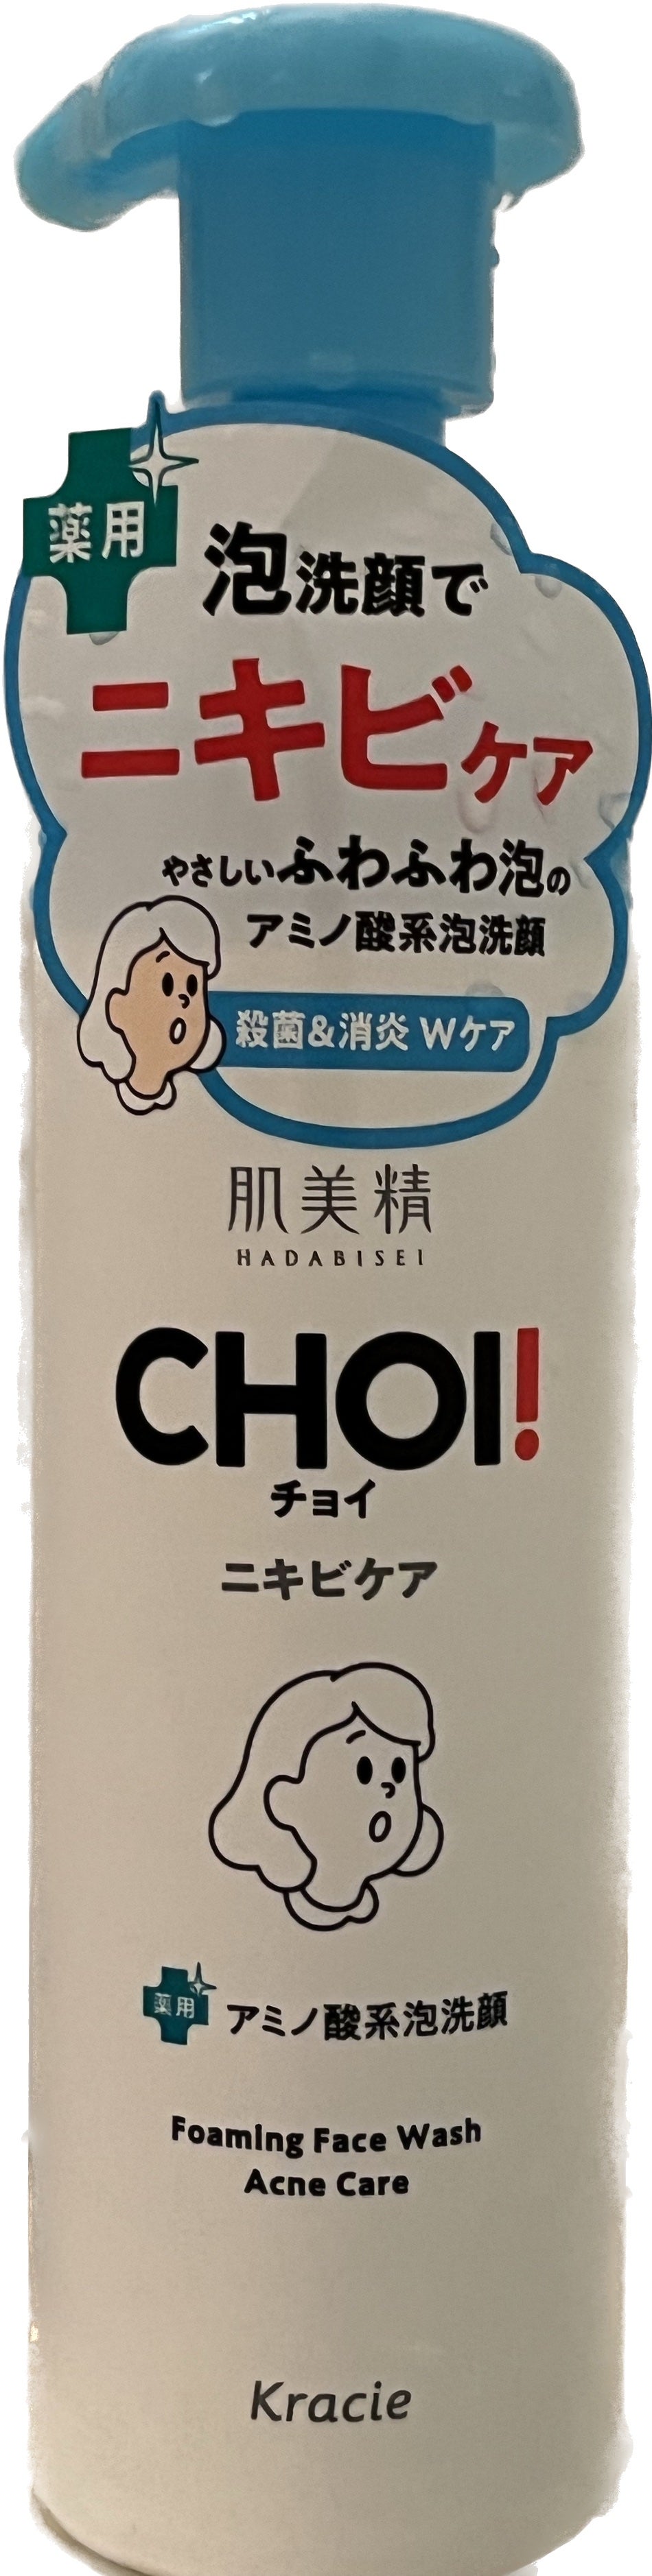 薬用
泡洗顔で
ニキビケア
やさしいふわふわ泡の
アミノ酸系泡洗顔
殺菌&消炎 Wケア
肌美精
HADABISEI
CHOI!
チョイ
ニキビケア
薬用
アミノ酸系泡洗顔
Foaming Face Wash
Acne Care
Kracie